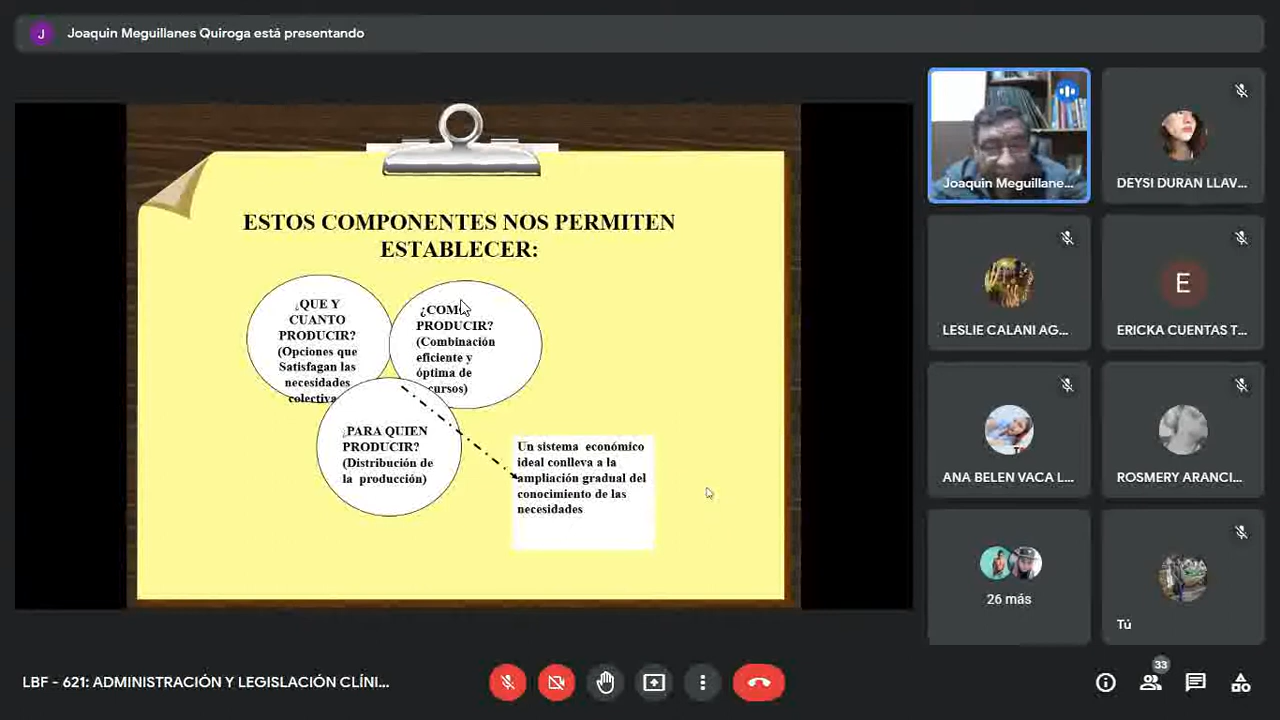 J
Joaquin Meguillanes Quiroga está presentando
ESTOS COMPONENTES NOS PERMITEN
ESTABLECER:
¿QUE Y
CUANTO
PRODUCIR?
(Opciones que
Satisfagan las
necesidades
colectiva
¿COM
PRODUCIR?
(Combinación
eficiente y
óptima de
cursos)
¿PARA QUIEN
PRODUCIR?
(Distribución de
la producción)
Un sistema económico
ideal conlleva a la
ampliación gradual del
conocimiento de las
necesidades
Joaquin Meguillane...
DEYSI DURAN LLAV...
LESLIE CALANI AG...
E
ERICKA CUENTAS T...
ANA BELEN VACA L...
ROSMERY ARANCI...
26 más
Tú
LBF - 621: ADMINISTRACIÓN Y LEGISLACIÓN CLÍNI...
33